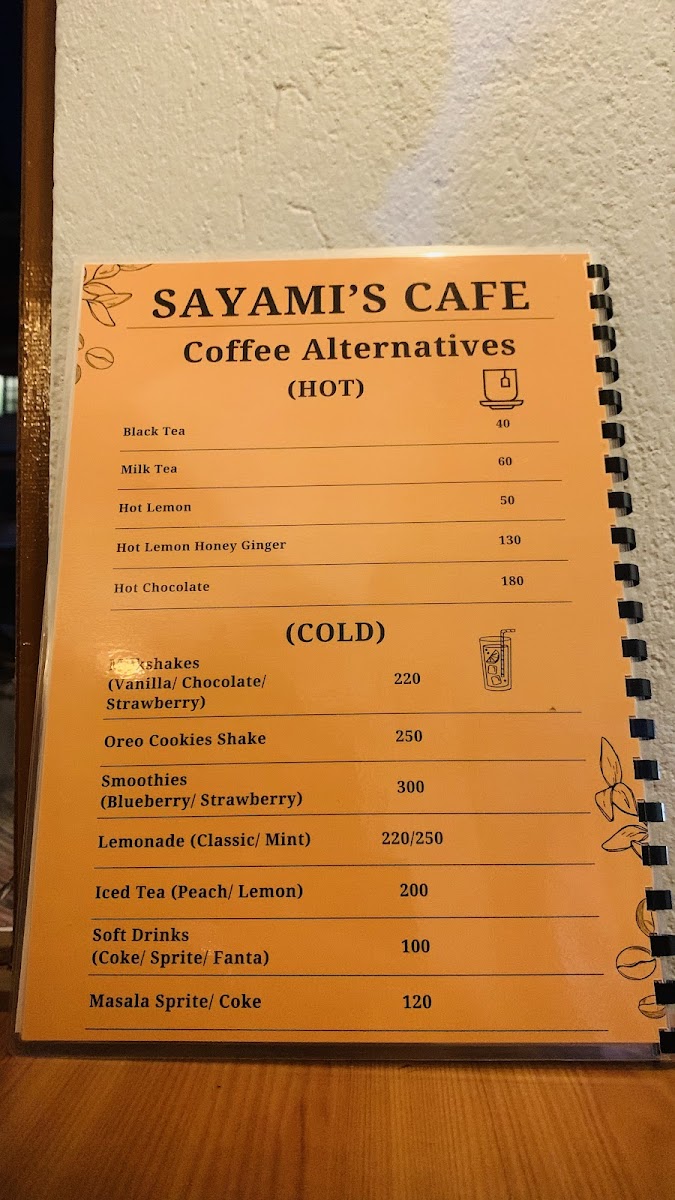 SAYAMI'S CAFE
Coffee Alternatives
(HOT)
Black Tea 40
Milk Tea 60
Hot Lemon 50
Hot Lemon Honey Ginger 130
Hot Chocolate 180
(COLD)
Milkshakes
(Vanilla/ Chocolate/ 220
Strawberry)
Oreo Cookies Shake 250
Smoothies 300
(Blueberry/ Strawberry)
Lemonade (Classic/ Mint) 220/250
Iced Tea (Peach/ Lemon) 200
Soft Drinks 100
(Coke/ Sprite/ Fanta)
Masala Sprite/ Coke 120